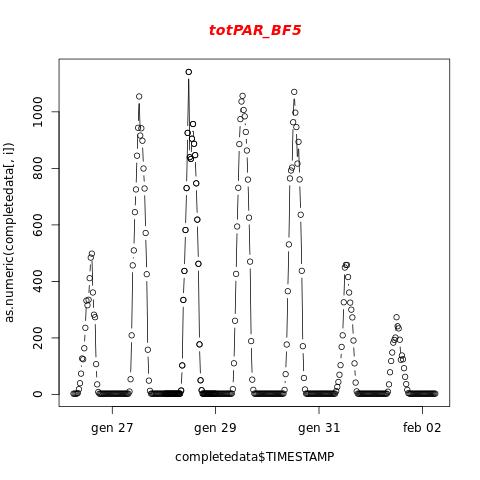 totPAR_BF5
as.numeric(completedata[, i])
1000
800
600
400
200
0
gen 27
gen 29
gen 31
feb 02
completedata$TIMESTAMP